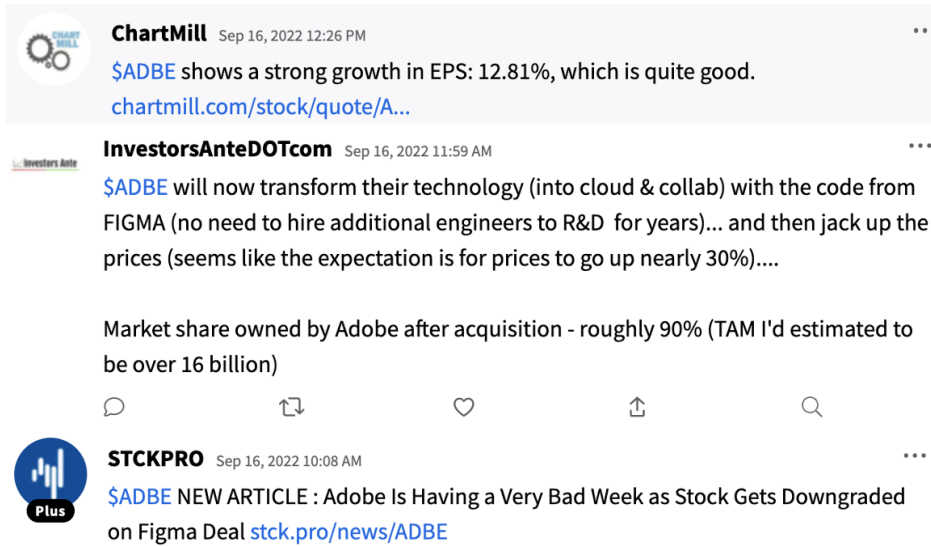 CHART
MILL
ChartMill Sep 16, 2022 12:26 PM
$ADBE shows a strong growth in EPS: 12.81%, which is quite good.
chartmill.com/stock/quote/A...
Investors Ante
InvestorsAnteDOTcom Sep 16, 2022 11:59 AM
$ADBE will now transform their technology (into cloud & collab) with the code from
FIGMA (no need to hire additional engineers to R&D for years)... and then jack up the
prices (seems like the expectation is for prices to go up nearly 30%)....
Market share owned by Adobe after acquisition - roughly 90% (TAM I'd estimated to
be over 16 billion)
STCKPRO Sep 16, 2022 10:08 AM
Plus
$ADBE NEW ARTICLE : Adobe Is Having a Very Bad Week as Stock Gets Downgraded
on Figma Deal stck.pro/news/ADBE